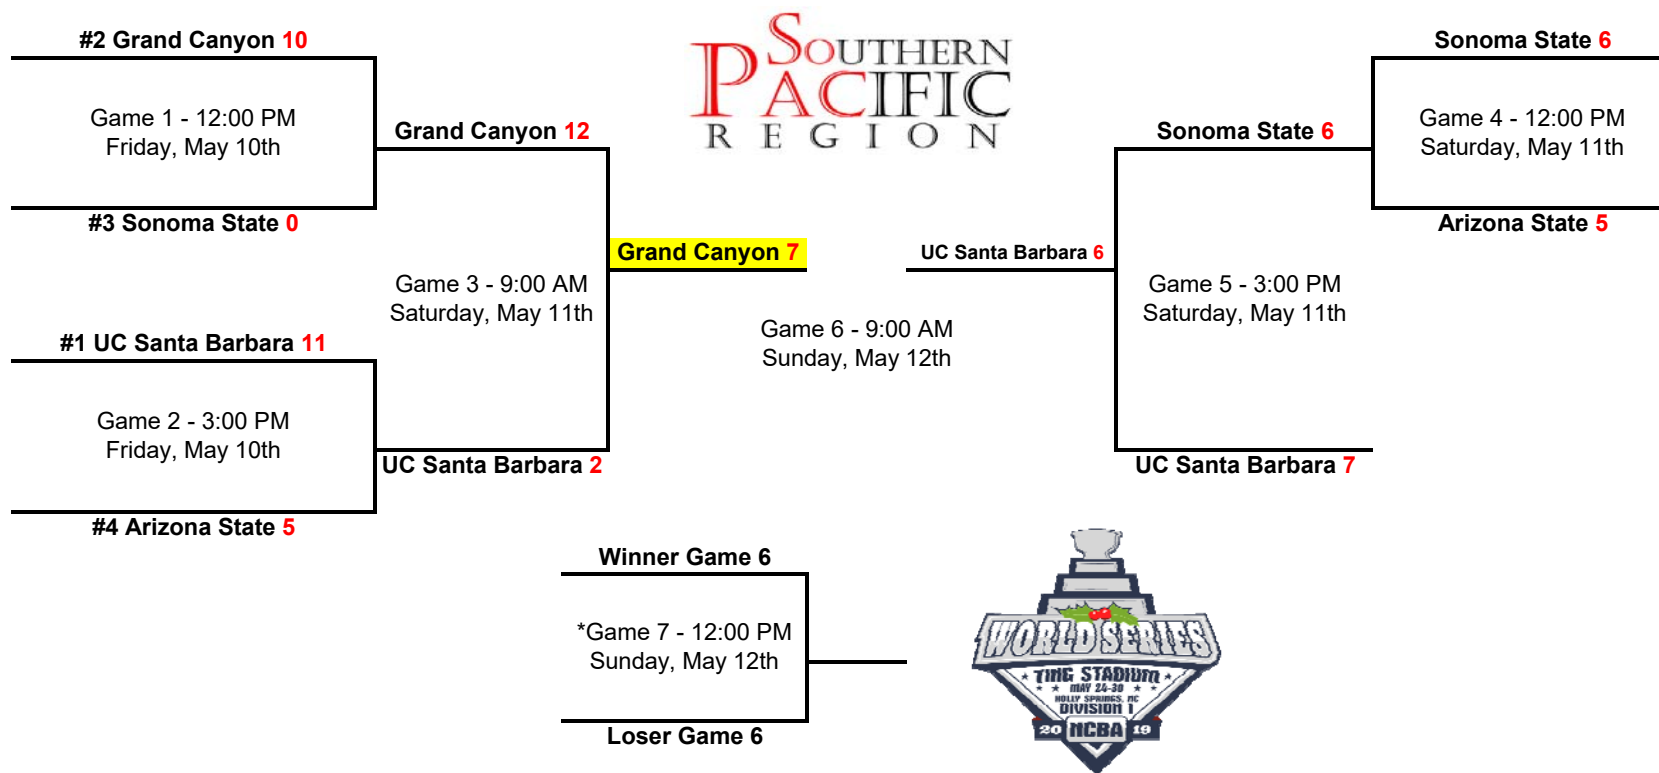 #2 Grand Canyon 10
Game 1 - 12:00 PM
Friday, May 10th
#3 Sonoma State 0
Grand Canyon 12
Game 3 - 9:00 AM
Saturday, May 11th
UC Santa Barbara 2
#1 UC Santa Barbara 11
Game 2 - 3:00 PM
Friday, May 10th
#4 Arizona State 5
SOUTHERN
PACIFIC
REGION
Grand Canyon 7
UC Santa Barbara 6
Game 6 - 9:00 AM
Sunday, May 12th
Sonoma State 6
Game 5 - 3:00 PM
Saturday, May 11th
UC Santa Barbara 7
Sonoma State 6
Game 4 - 12:00 PM
Saturday, May 11th
Arizona State 5
Winner Game 6
*Game 7 - 12:00 PM
Sunday, May 12th
Loser Game 6
WORLD SERIES
TING STADIUM
MAY 24-30
HOLLY SPRINGS, NC
DIVISION I
20 NCBA 19